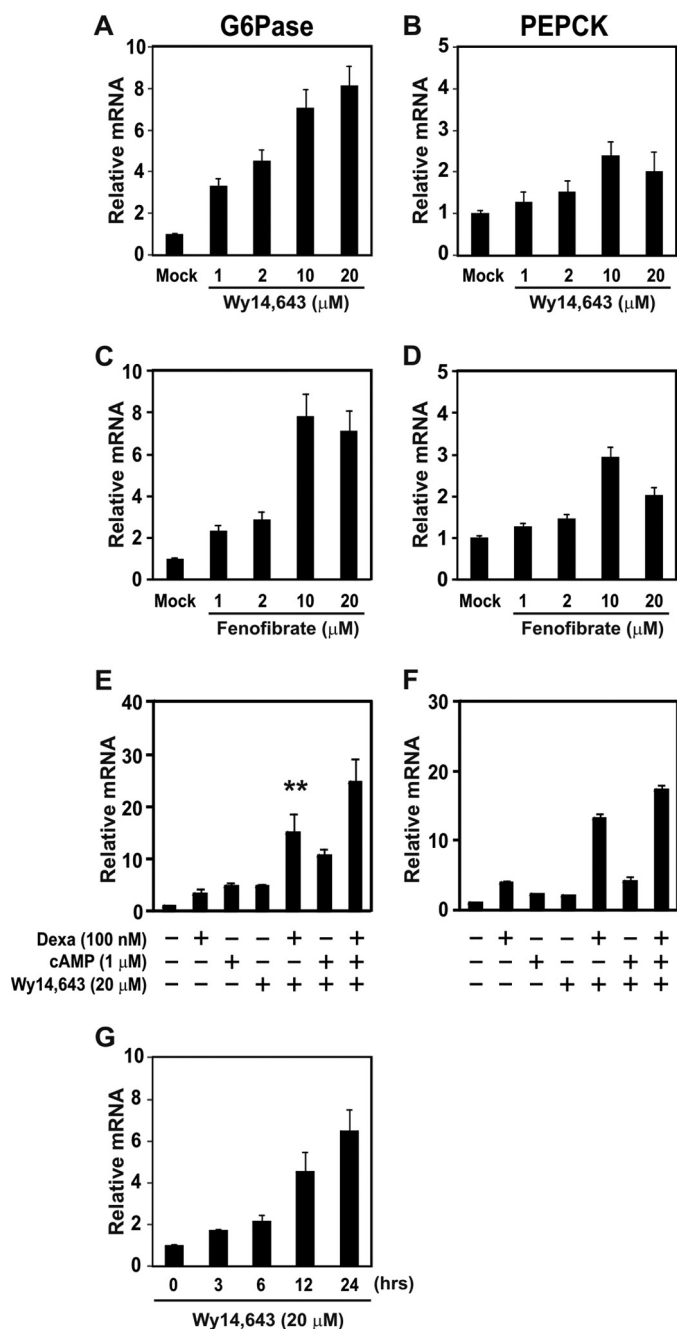 A G6Pase B PEPCK
Relative mRNA
10
8
6
4
2
0
Mock 1 2 10 20
Wy14,643 (μM)
Relative mRNA
5
4
3
2
1
0
Mock 1 2 10 20
Wy14,643 (μM)
C
Relative mRNA
10
8
6
4
2
0
Mock 1 2 10 20
Fenofibrate (μM)
D
Relative mRNA
5
4
3
2
1
0
Mock 1 2 10 20
Fenofibrate (μM)
E
Relative mRNA
40
30
20
10
0
**
F
Relative mRNA
30
20
10
0
Dexa (100 nM) – + – – + – + – + – – + – +
cAMP (1 μM) – – + – – + + – – + – – + +
Wy14,643 (20 μM) – – – + + + + – – – + + + +
G
Relative mRNA
10
8
6
4
2
0
0 3 6 12 24 (hrs)
Wy14,643 (20 μM)